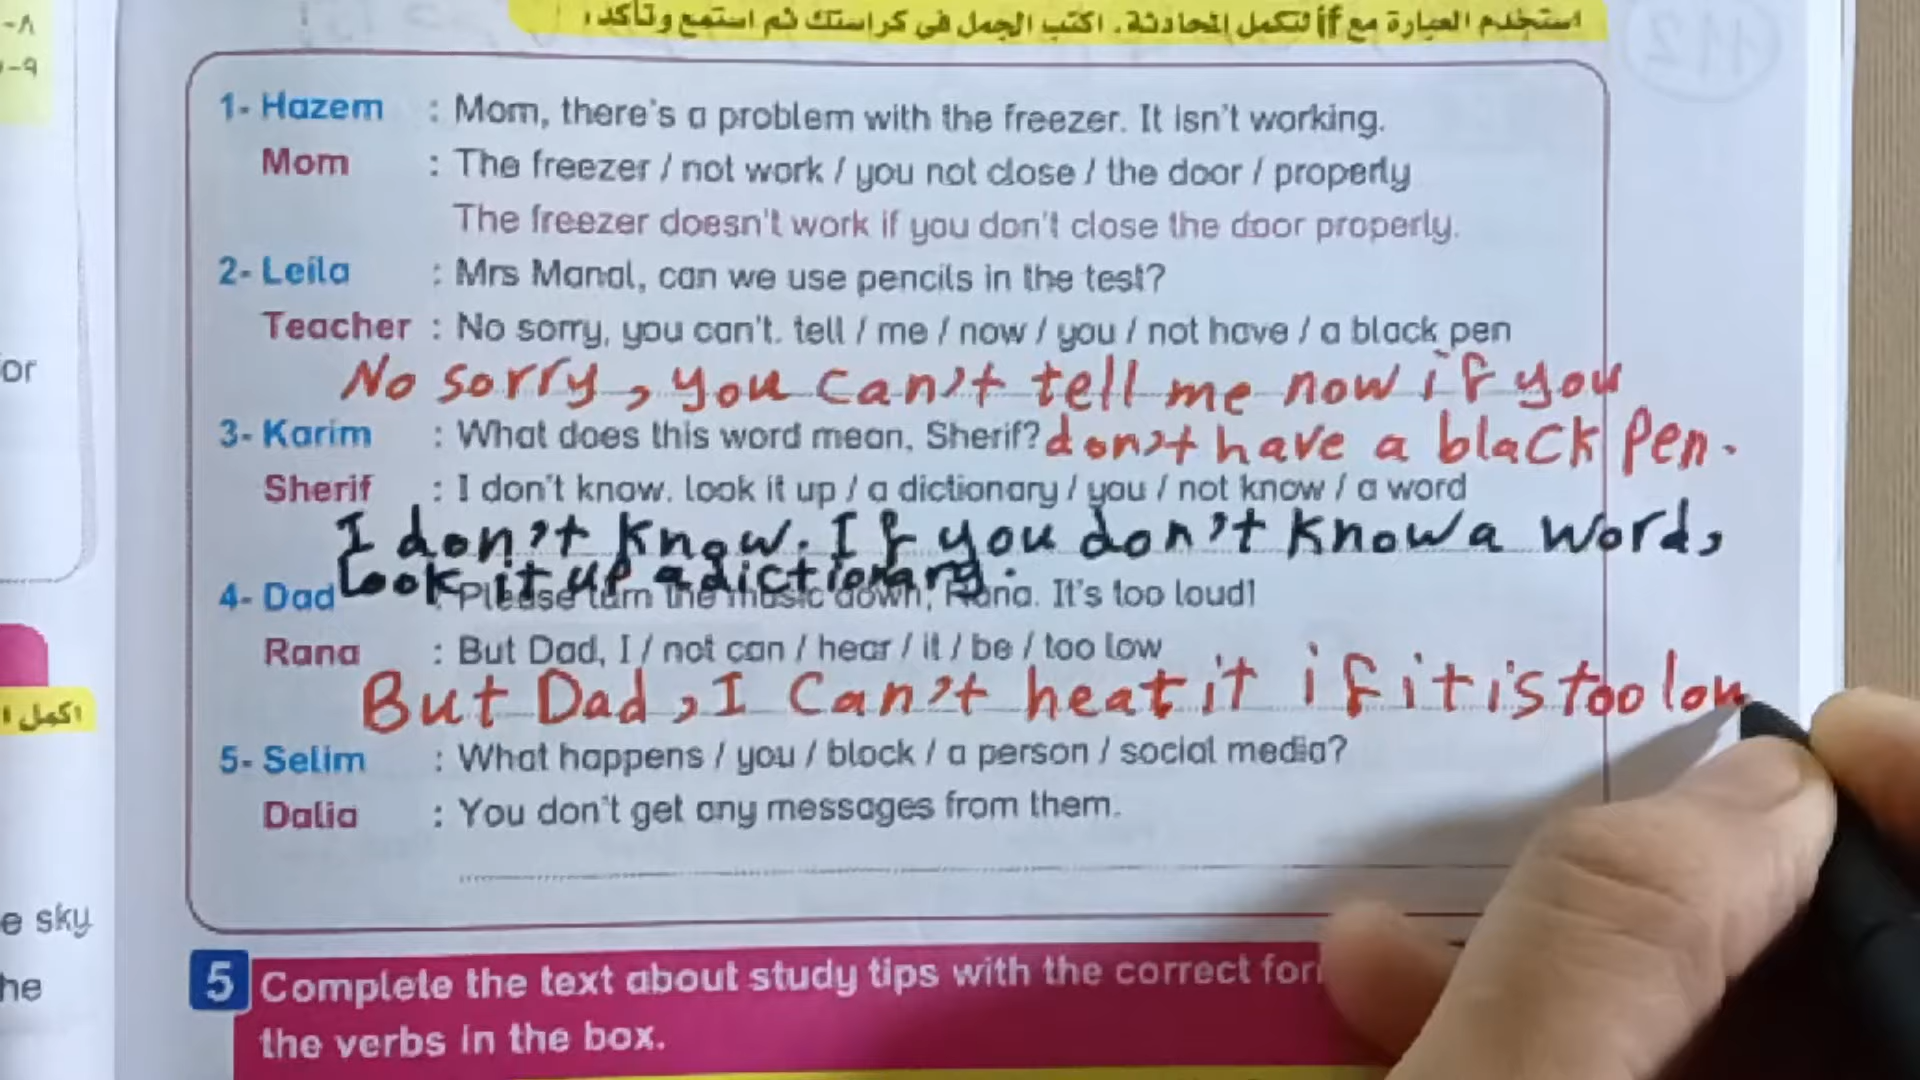 -٨
-٩
استخدم العبارة مع if لتكمل المحادثة. اكتب الجمل في كراستك ثم استمع وتأكد:
112
1- Hazem : Mom, there's a problem with the freezer. It isn't working.
Mom : The freezer / not work / you not close / the door / properly
The freezer doesn't work if you don't close the door properly.
2- Leila : Mrs Manal, can we use pencils in the test?
Teacher : No sorry, you can't. tell / me / now / you / not have / a black pen
or
No sorry, you can't tell me now if you
3- Karim : What does this word mean, Sherif? don't have a black pen.
Sherif : I don't know. look it up / a dictionary / you / not know / a word
I don't know. If you don't know a word,
look it up a dictionary.
4- Dad : Please turn the music down, Rana. It's too loud!
Rana : But Dad, I / not can / hear / it / be / too low
But Dad, I can't heat it if it is too low
اكمل ا
5- Selim : What happens / you / block / a person / social media?
Dalia : You don't get any messages from them.
e sky
he
5 Complete the text about study tips with the correct for
the verbs in the box.